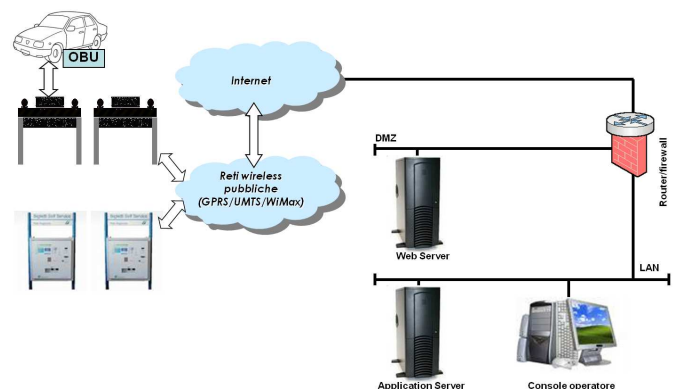 OBU
Internet
DMZ
Router/firewall
Reti wireless
pubbliche
(GPRS/UMTS/WiMax)
Web Server
LAN
Application Server
Console operatore